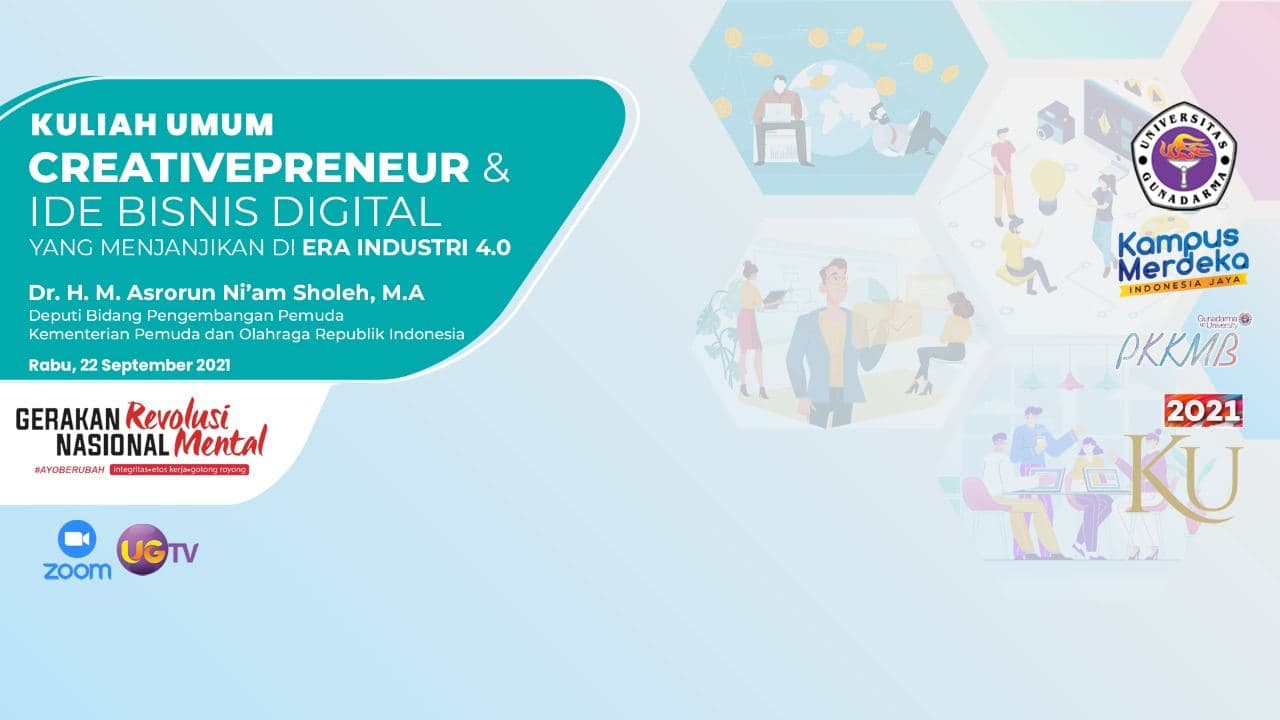 KULIAH UMUM
CREATIVEPRENEUR &
IDE BISNIS DIGITAL
YANG MENJANJIKAN DI ERA INDUSTRI 4.0
Dr. H. M. Asrorun Ni'am Sholeh, M.A
Deputi Bidang Pengembangan Pemuda
Kementerian Pemuda dan Olahraga Republik Indonesia
Rabu, 22 September 2021
GERAKAN Revolusi
NASIONAL Mental
#AYOBERUBAH integritas•etos kerja•gotong royong
zoom
UGTV
UNIVERSITAS
GUNADARMA
Kampus
Merdeka
INDONESIA JAYA
Gunadarma
University
PKKMB
2021
KU